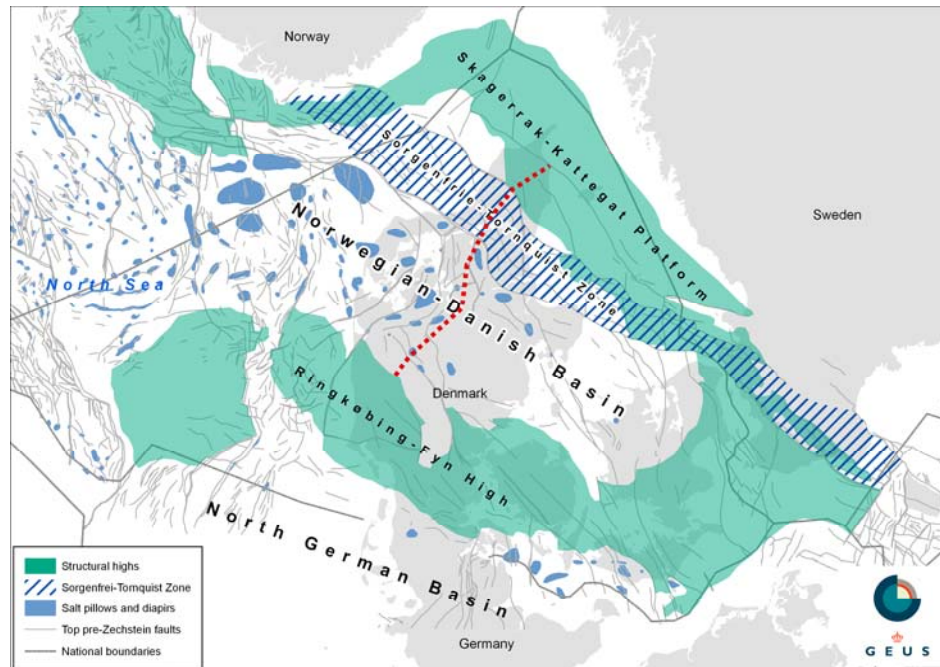 Norway
Skagerrak-Kattegat Platform
Sorgenfrie-Tornquist Zone
Sweden
Norwegian-Danish Basin
North Sea
Denmark
Ringkøbing-Fyn High
North German Basin
Germany
Structural highs
Sorgenfrei-Tornquist Zone
Salt pillows and diapirs
Top pre-Zechstein faults
National boundaries
GEUS